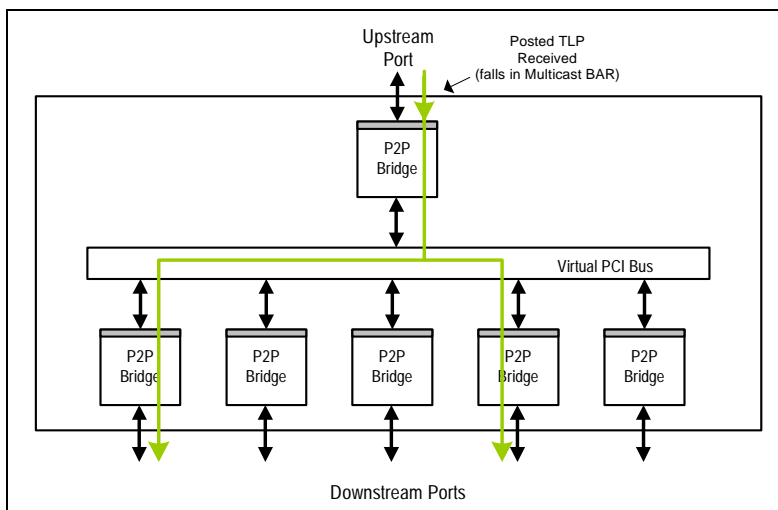 Upstream
Port
Posted TLP
Received
(falls in Multicast BAR)
P2P
Bridge
Virtual PCI Bus
P2P
Bridge
P2P
Bridge
P2P
Bridge
P2P
Bridge
P2P
Bridge
Downstream Ports